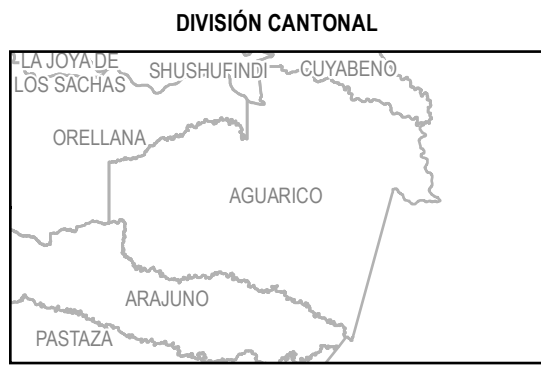 DIVISIÓN CANTONAL
LA JOYA DE
LOS SACHAS
SHUSHUFINDI
CUYABENO
ORELLANA
AGUARICO
ARAJUNO
PASTAZA